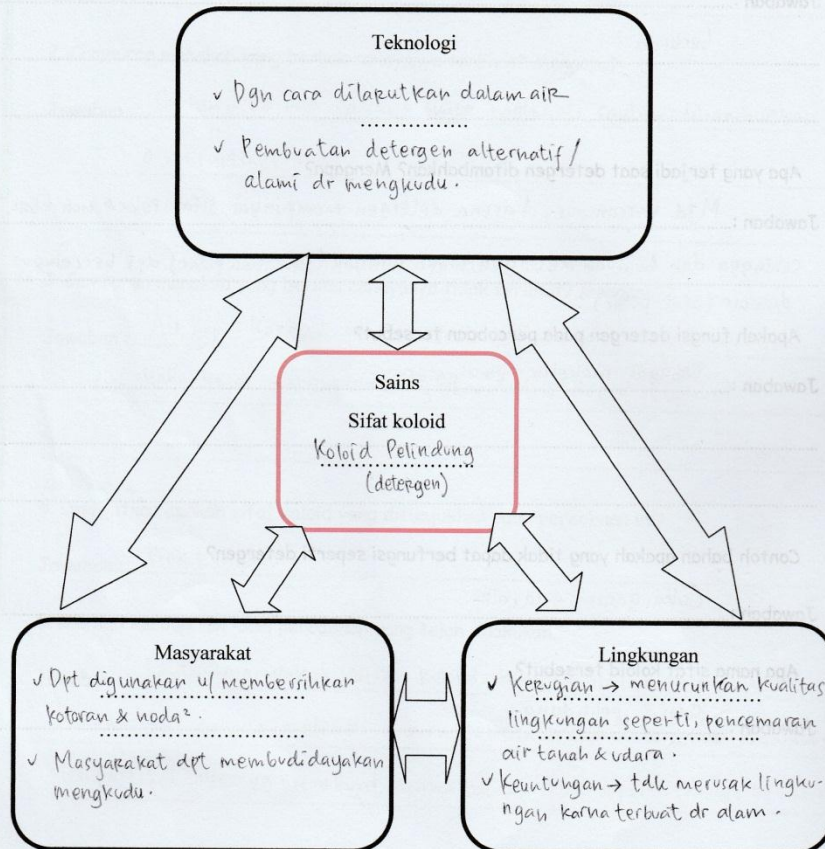 Teknologi
✓ Dgn cara dilarutkan dalam air
✓ Pembuatan detergen alternatif /
alami dr mengkudu.
Sains
Sifat koloid
Koloid Pelindung
(detergen)
Masyarakat
✓ Dpt digunakan u/ membersihkan
kotoran & noda².
✓ Masyarakat dpt membudidayakan
mengkudu.
Lingkungan
✓ Kerugian → menurunkan kualitas
lingkungan seperti, pencemaran
air tanah & udara.
✓ Keuntungan → tdk merusak lingku-
ngan karna terbuat dr alam.